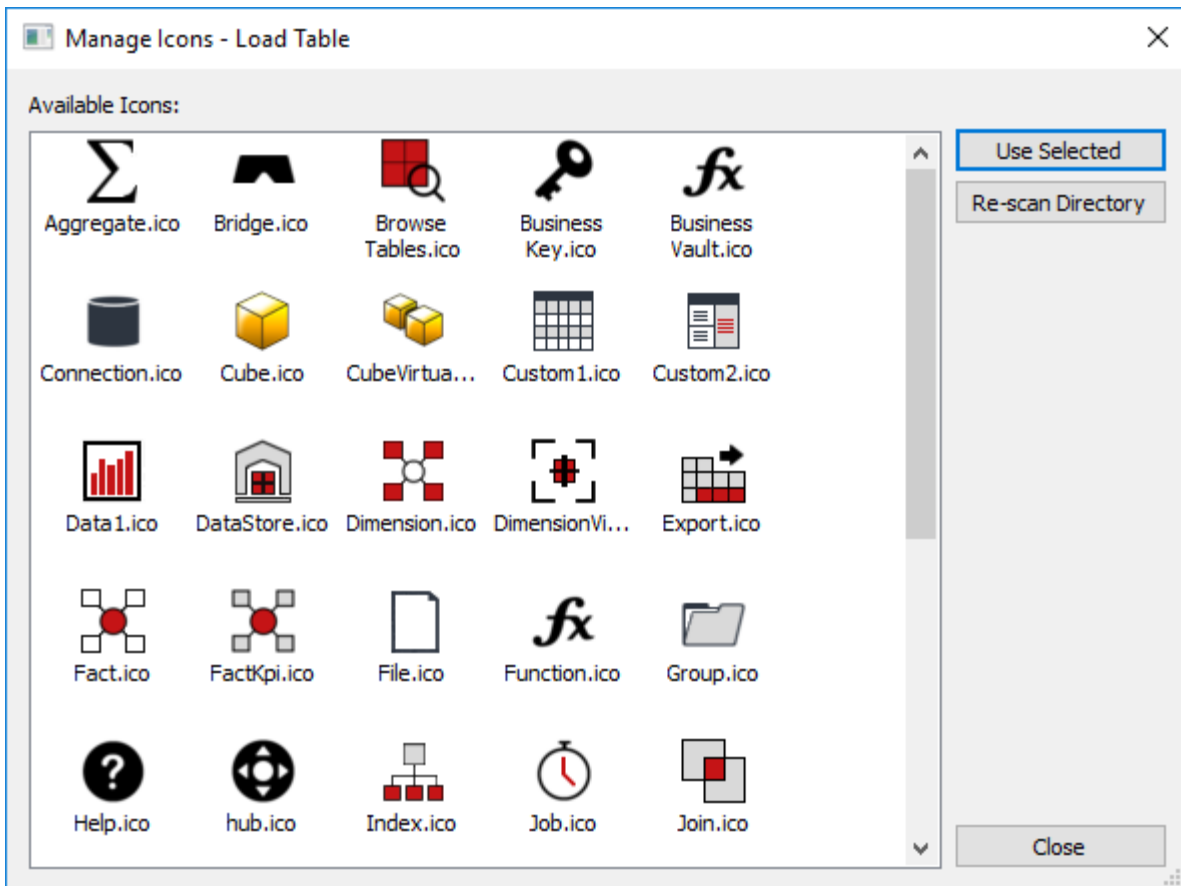 Manage Icons - Load Table
Available Icons:
Use Selected
Re-scan Directory
Aggregate.ico
Bridge.ico
Browse
Tables.ico
Business
Key.ico
Business
Vault.ico
Connection.ico
Cube.ico
CubeVirtua...
Custom1.ico
Custom2.ico
Data1.ico
DataStore.ico
Dimension.ico
DimensionVi...
Export.ico
Fact.ico
FactKpi.ico
File.ico
Function.ico
Group.ico
Help.ico
hub.ico
Index.ico
Job.ico
Join.ico
Close